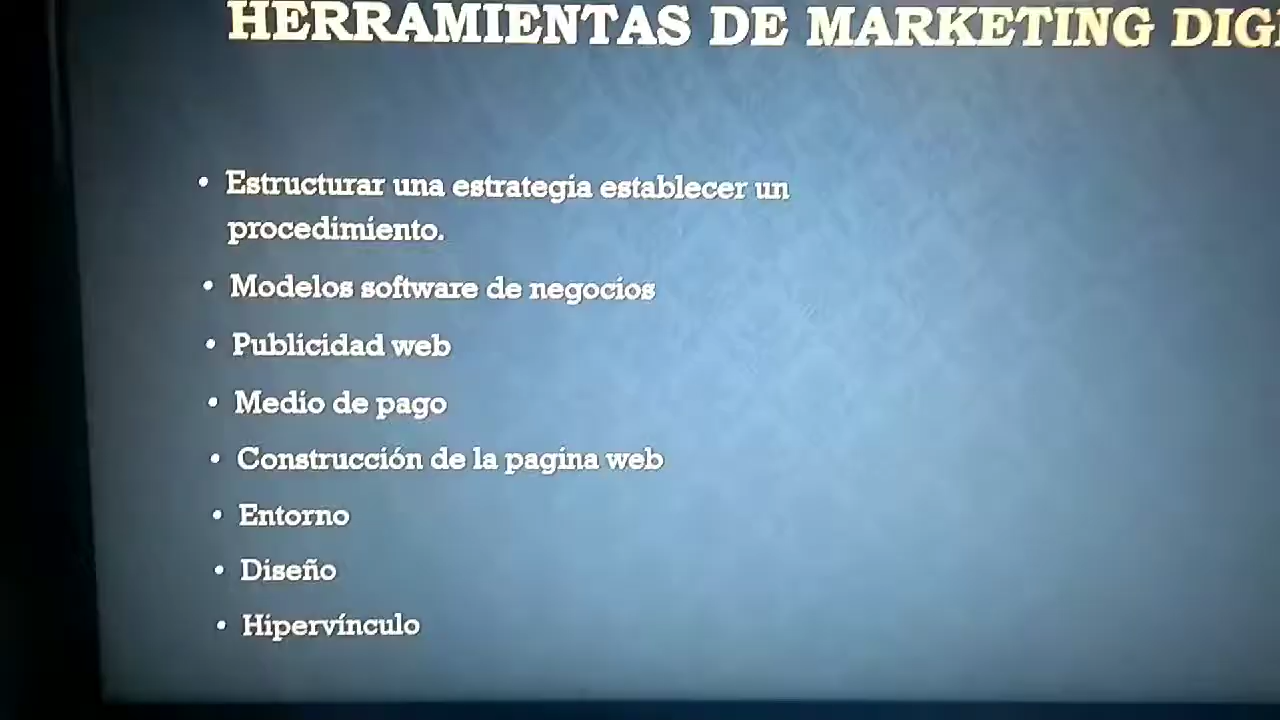 HERRAMIENTAS DE MARKETING DIGI
• Estructurar una estrategia establecer un
procedimiento.
• Modelos software de negocios
• Publicidad web
• Medio de pago
• Construcción de la pagina web
• Entorno
• Diseño
• Hipervínculo